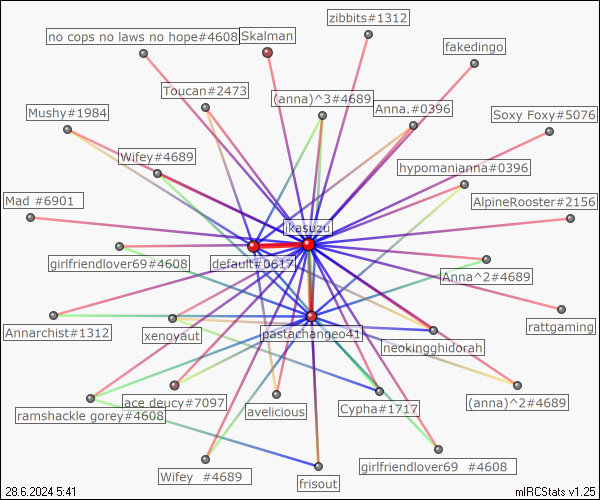 zibbits#1312
no cops no laws no hope#4608
Skalman
fakedingo
Toucan#2473
(anna)^3#4689
Anna.#0396
Mushy#1984
Soxy Foxy#5076
Wifey#4689
hypomanianna#0396
Mad #6901
AlpineRooster#2156
ikasuzu
girlfriendlover69#4608
default#0617
Anna^2#4689
Annarchist#1312
xenoyaut
pastachangeo41
neokingghidorah
rattgaming
ramshackle gorey#4608
ace deucy#7097
avelicious
Cypha#1717
(anna)^2#4689
Wifey #4689
frisout
girlfriendlover69 #4608
28.6.2024 5:41
mIRCStats v1.25